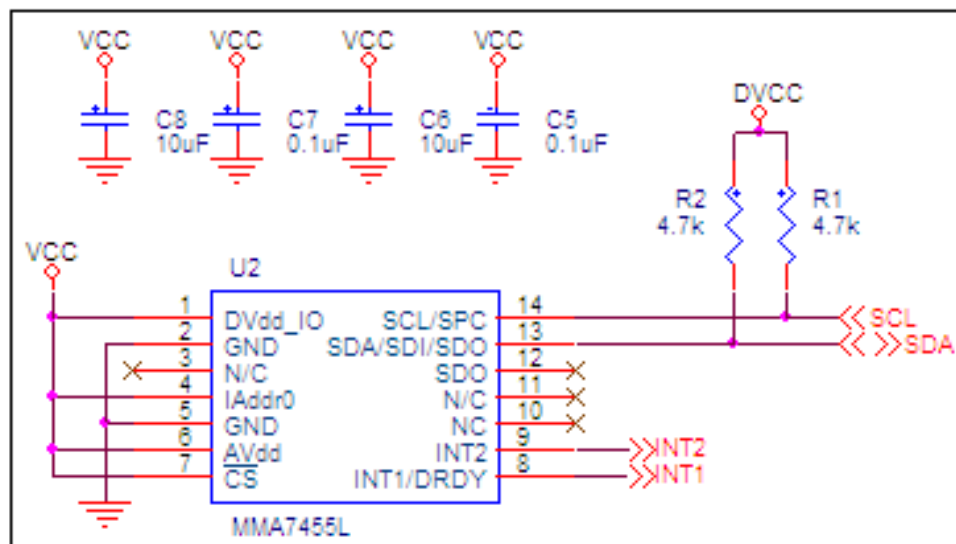 VCC VCC VCC VCC
C8 C7 C6 C5
10uF 0.1uF 10uF 0.1uF
DVCC
R2 R1
4.7k 4.7k
VCC
U2
1 DVdd_IO SCL/SPC 14 SCL
2 GND SDA/SDI/SDO 13 SDA
3 N/C SDO 12
4 IAddr0 N/C 11
5 GND NC 10
6 AVdd INT2 9 INT2
7 CS INT1/DRDY 8 INT1
MMA7455L